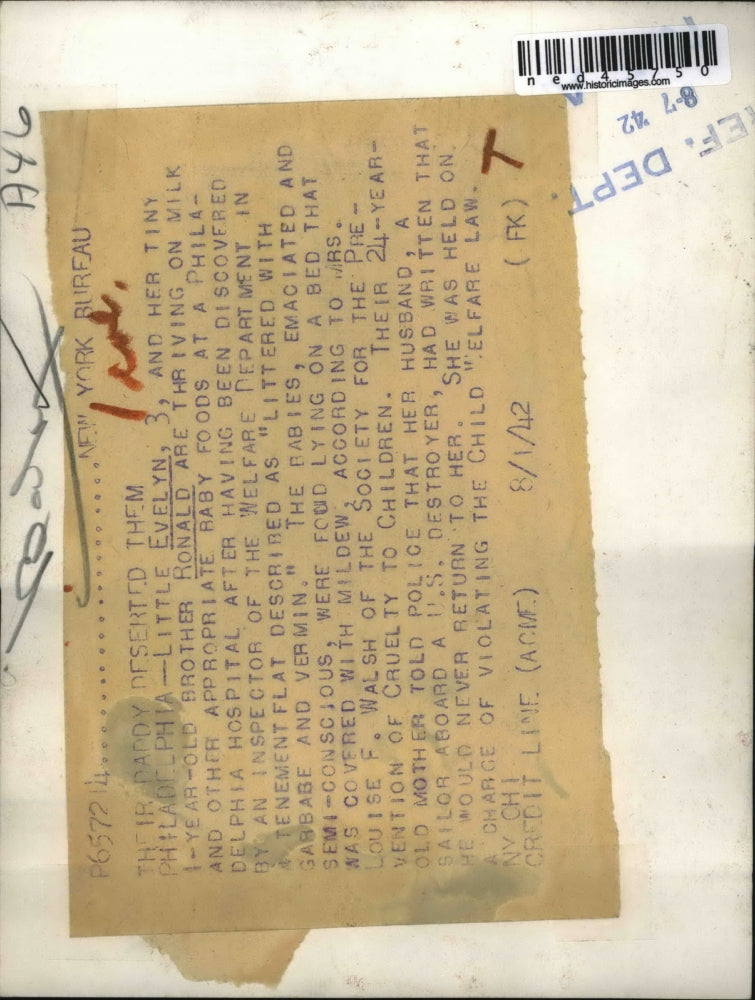 P657214.................NEW YORK BUREAU
THEIR DADDY DESERTED THEM
PHILADELPHIA--LITTLE EVELYN, 3, AND HER TINY
1-YEAR-OLD BROTHER RONALD ARE THRIVING ON MILK
AND OTHER APPROPRIATE BABY FOODS AT A PHILA-
DELPHIA HOSPITAL AFTER HAVING BEEN DISCOVERED
BY AN INSPECTOR OF THE WELFARE DEPARTMENT IN
A TENEMENT FLAT DESCRIBED AS "LITTERED WITH
GARBAGE AND VERMIN." THE BABIES, EMACIATED AND
SEMI-CONSCIOUS, WERE FOUD LYING ON A BED THAT
WAS COVERED WITH MILDEW, ACCORDING TO MRS.
LOUISE F. WALSH OF THE SOCIETY FOR THE PRE-
VENTION OF CRUELTY TO CHILDREN. THEIR 24-YEAR-
OLD MOTHER TOLD POLICE THAT HER HUSBAND, A
SAILOR ABOARD A U.S. DESTROYER, HAD WRITTEN THAT
HE WOULD NEVER RETURN TO HER. SHE WAS HELD ON
A CHARGE OF VIOLATING THE CHILD WELFARE LAW.
NY CHI
CREDIT LINE (ACME) 8/1/42 (FK)
T
1 col.
A46
ned45750
www.historicimages.com
REF. DEPT.
8-7 '42